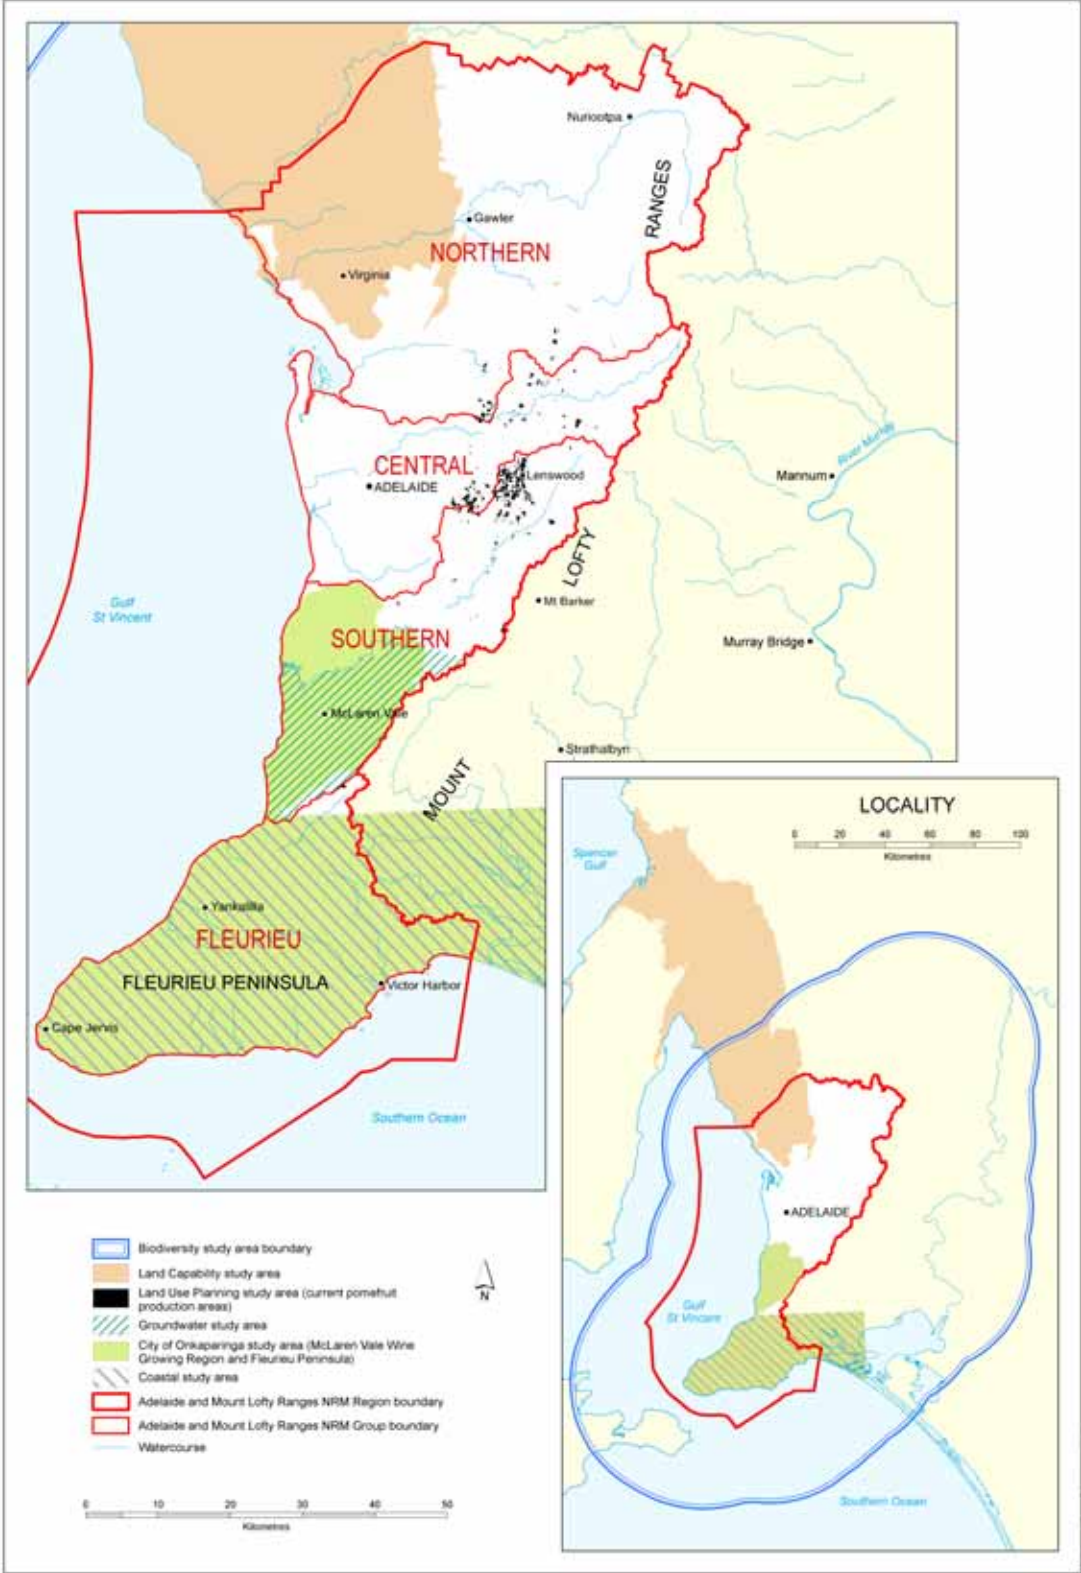 Nuriootpa
RANGES
Gawler
NORTHERN
Virginia
River Murray
CENTRAL
ADELAIDE
Lenswood
Mannum
LOFTY
Gulf
St Vincent
Mt Barker
SOUTHERN
Murray Bridge
McLaren Vale
Strathalbyn
MOUNT
Yankalilla
FLEURIEU
FLEURIEU PENINSULA
Victor Harbor
Cape Jervis
Southern Ocean
LOCALITY
0 20 40 60 80 100
Kilometres
Spencer
Gulf
ADELAIDE
Gulf
St Vincent
Southern Ocean
Biodiversity study area boundary
Land Capability study area
Land Use Planning study area (current pomefruit
production areas)
Groundwater study area
City of Onkaparinga study area (McLaren Vale Wine
Growing Region and Fleurieu Peninsula)
Coastal study area
Adelaide and Mount Lofty Ranges NRM Region boundary
Adelaide and Mount Lofty Ranges NRM Group boundary
Watercourse
N
0 10 20 30 40 50
Kilometres